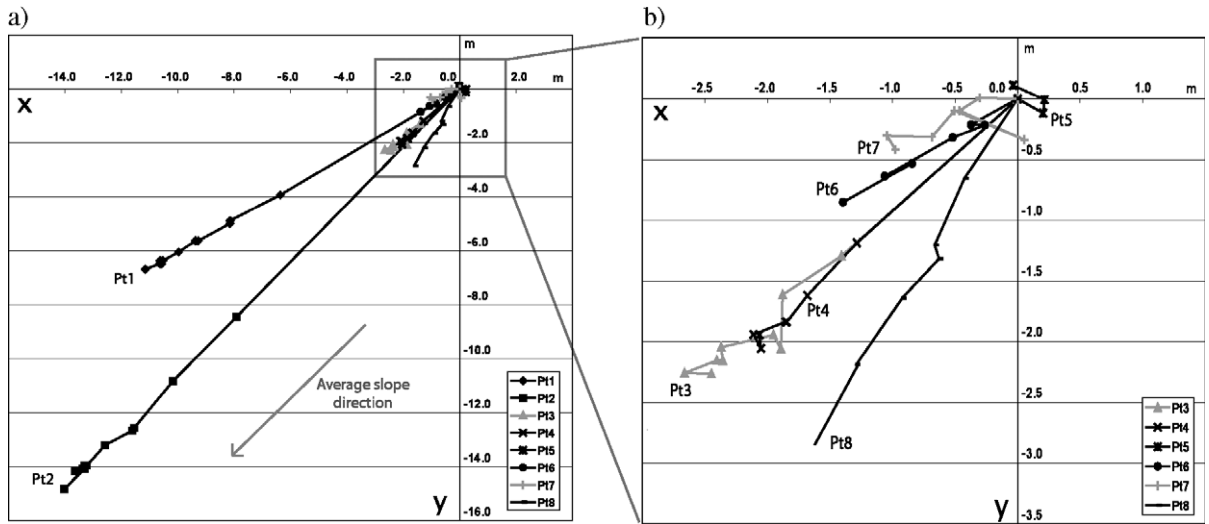 a)
m
-14.0 -12.0 -10.0 -8.0 -6.0 -4.0 -2.0 0.0 2.0 m
X
-2.0
-4.0
-6.0
Pt1
-8.0
-10.0
Average slope
direction
-12.0
-14.0
Pt2
y
-16.0
Pt1
Pt2
Pt3
Pt4
Pt5
Pt6
Pt7
Pt8
b)
m
-2.5 -2.0 -1.5 -1.0 -0.5 0.0 0.5 1.0 m
X
Pt5
Pt7
-0.5
Pt6
-1.0
-1.5
Pt4
-2.0
Pt3
-2.5
Pt8
-3.0
y
-3.5
Pt3
Pt4
Pt5
Pt6
Pt7
Pt8